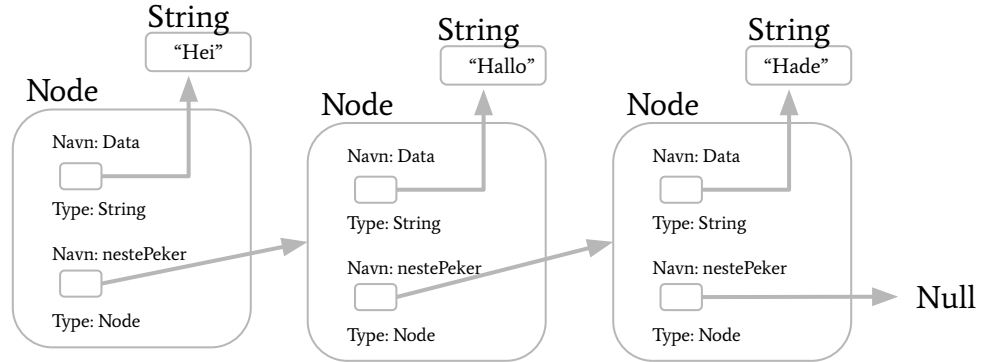 String
“Hei”
Node
Navn: Data
Type: String
Navn: nestePeker
Type: Node
String
“Hallo”
Node
Navn: Data
Type: String
Navn: nestePeker
Type: Node
String
“Hade”
Node
Navn: Data
Type: String
Navn: nestePeker
Type: Node
Null